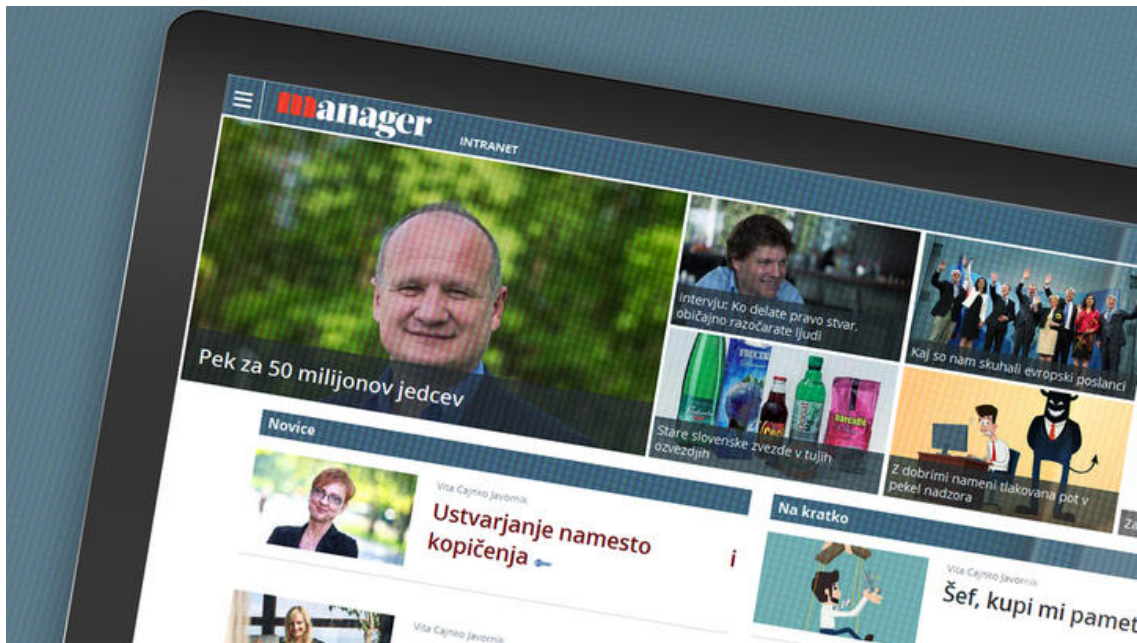 manager
INTRANET
Pek za 50 milijonov jedcev
Intervju: Ko delate pravo stvar,
običajno razočarate ljudi
Kaj so nam skuhali evropski poslanci
Stare slovenske zvezde v tujih
ozvezdjih
Z dobrimi nameni tlakovana pot v
pekel nadzora
Za
Novice
Vita Cajnko Javornik
Ustvarjanje namesto
kopičenja
i
Vita Cajnko Javornik
Na kratko
Vita Cajnko Javornik
Šef, kupi mi pamet